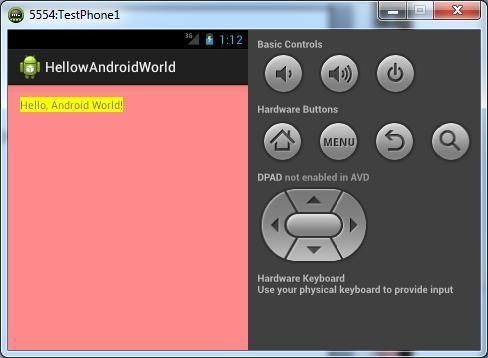 5554:TestPhone1
3G 1:12
HellowAndroidWorld
Hello, Android World!
Basic Controls
Hardware Buttons
MENU
DPAD not enabled in AVD
Hardware Keyboard
Use your physical keyboard to provide input